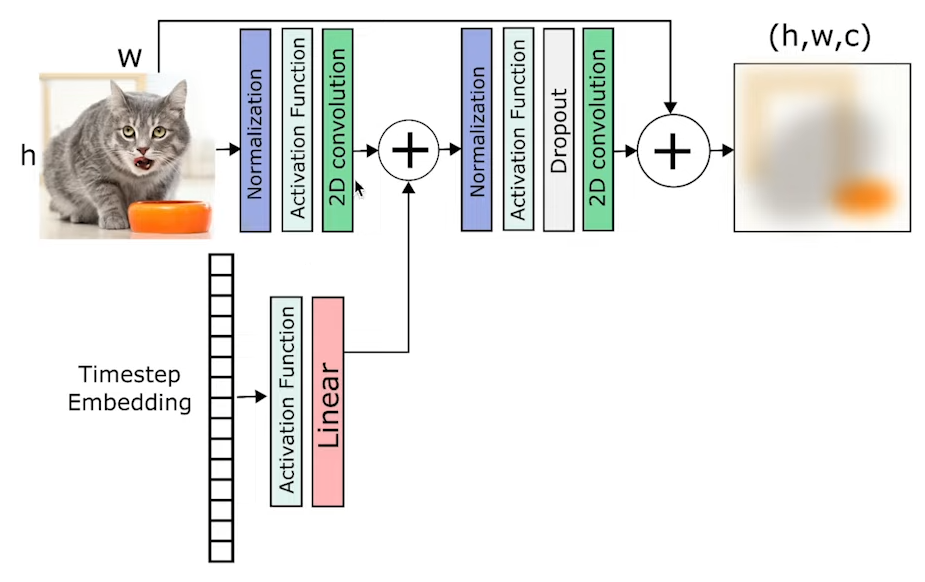 w
h
Normalization
Activation Function
2D convolution
+
Normalization
Activation Function
Dropout
2D convolution
+
(h,w,c)
Timestep
Embedding
Activation Function
Linear